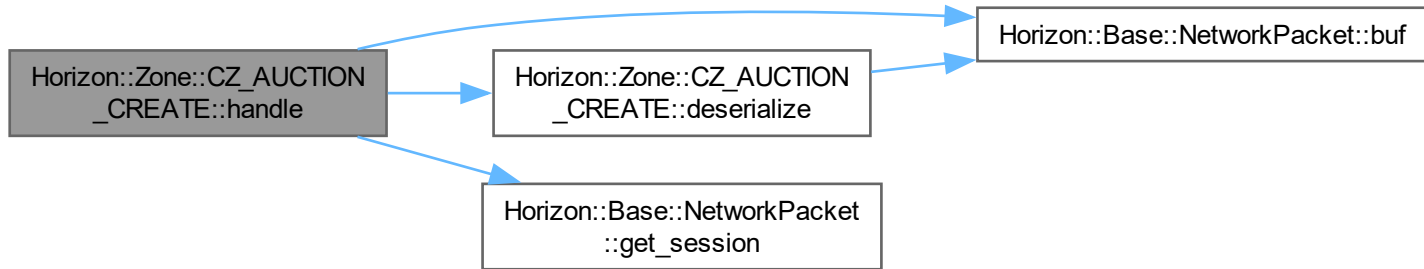 Horizon::Zone::CZ_AUCTION
_CREATE::handle
Horizon::Zone::CZ_AUCTION
_CREATE::deserialize
Horizon::Base::NetworkPacket::buf
Horizon::Base::NetworkPacket
::get_session